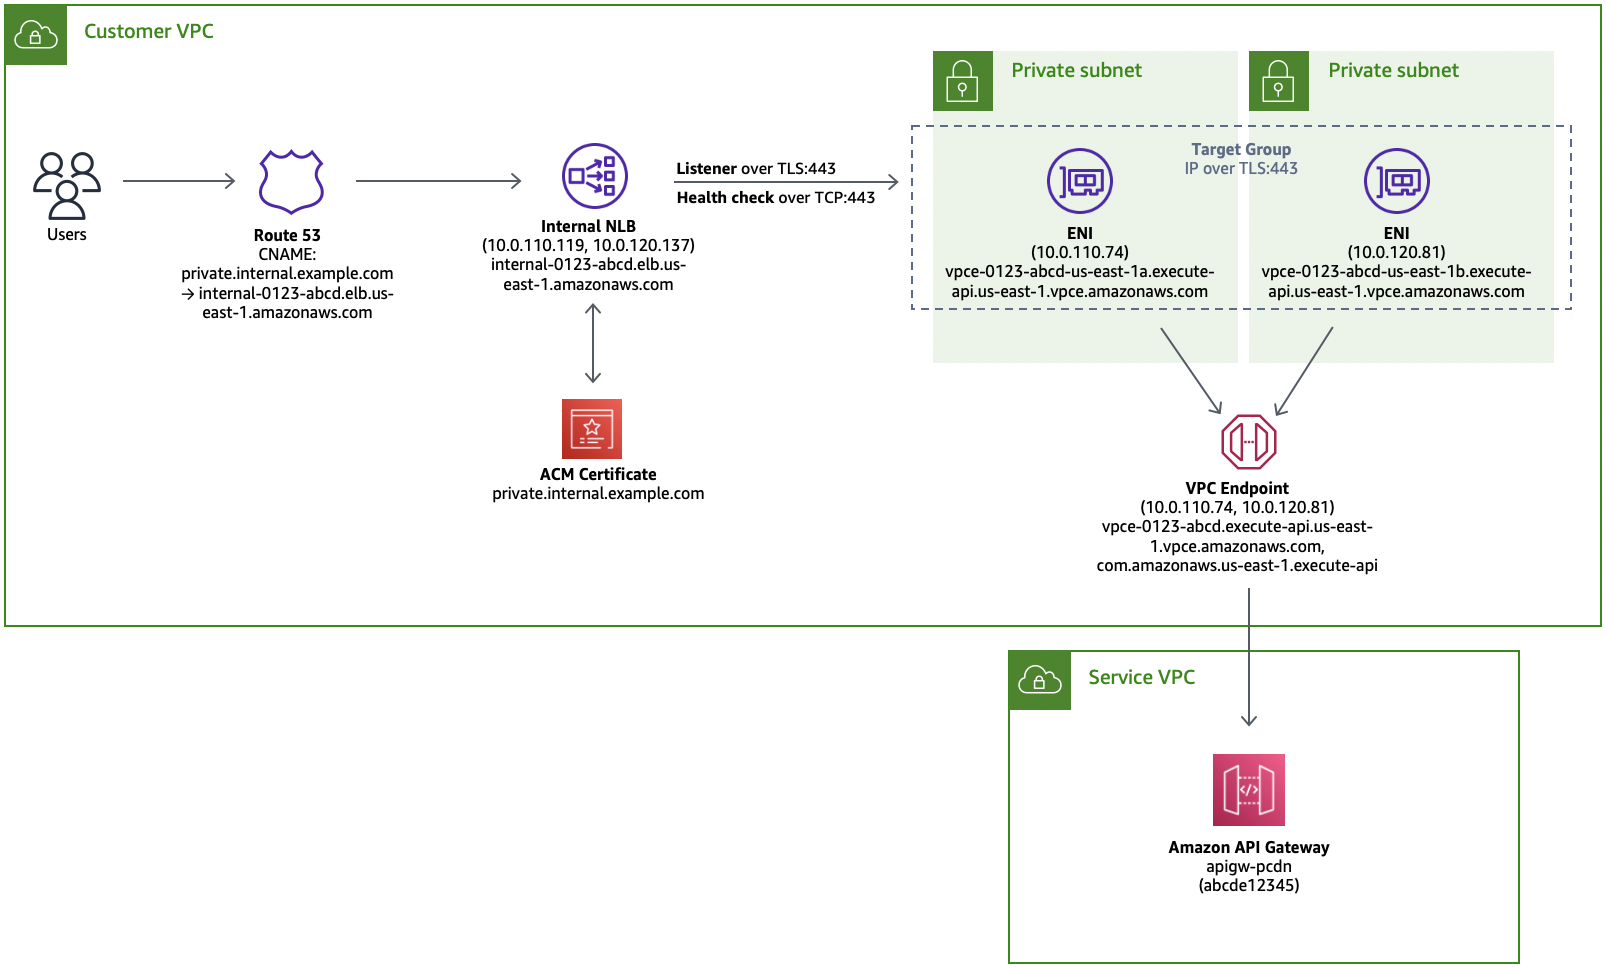 Customer VPC
Private subnet
Private subnet
Users
Route 53
CNAME:
private.internal.example.com
→ internal-0123-abcd.elb.us-
east-1.amazonaws.com
Internal NLB
(10.0.110.119, 10.0.120.137)
internal-0123-abcd.elb.us-
east-1.amazonaws.com
ACM Certificate
private.internal.example.com
Listener over TLS:443
Health check over TCP:443
Target Group
IP over TLS:443
ENI
(10.0.110.74)
vpce-0123-abcd-us-east-1a.execute-
api.us-east-1.vpce.amazonaws.com
ENI
(10.0.120.81)
vpce-0123-abcd-us-east-1b.execute-
api.us-east-1.vpce.amazonaws.com
VPC Endpoint
(10.0.110.74, 10.0.120.81)
vpce-0123-abcd.execute-api.us-east-
1.vpce.amazonaws.com,
com.amazonaws.us-east-1.execute-api
Service VPC
Amazon API Gateway
apigw-pcdn
(abcde12345)